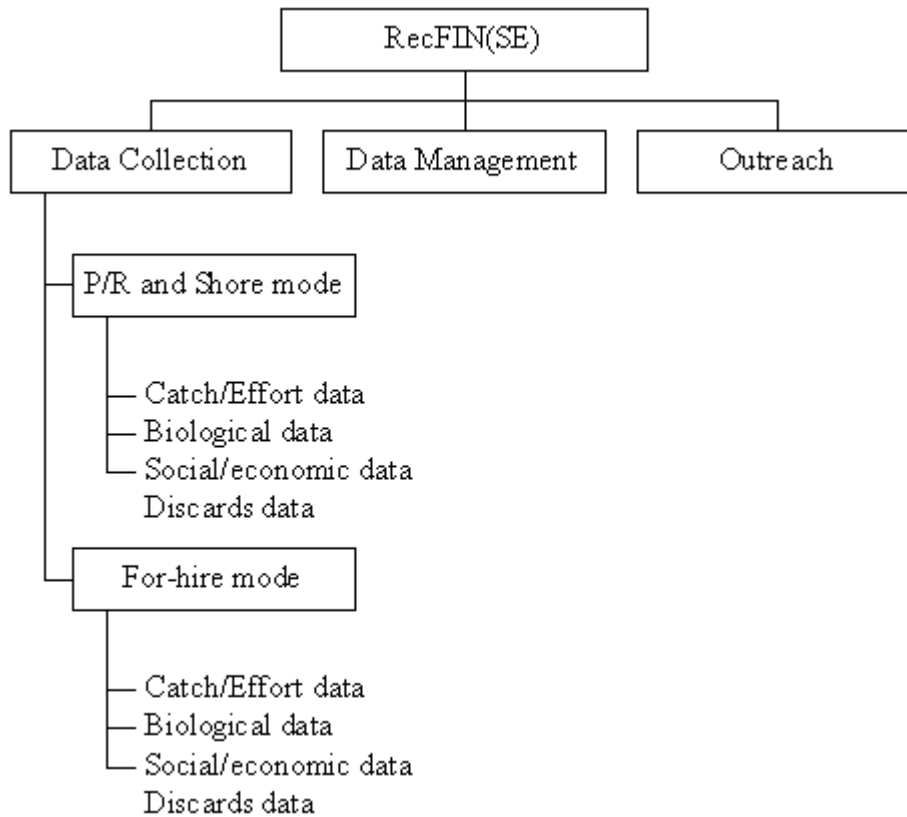 RecFIN(SE)
Data Collection
Data Management
Outreach
P/R and Shore mode
Catch/Effort data
Biological data
Social/economic data
Discards data
For-hire mode
Catch/Effort data
Biological data
Social/economic data
Discards data